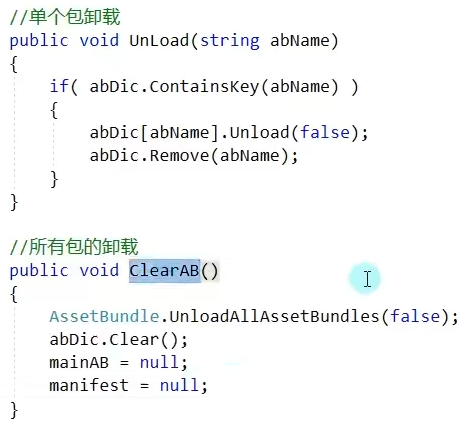 //单个包卸载
public void UnLoad(string abName)
{
    if( abDic.ContainsKey(abName) )
    {
        abDic[abName].Unload(false);
        abDic.Remove(abName);
    }
}

//所有包的卸载
public void ClearAB()
{
    AssetBundle.UnloadAllAssetBundles(false);
    abDic.Clear();
    mainAB = null;
    manifest = null;
}